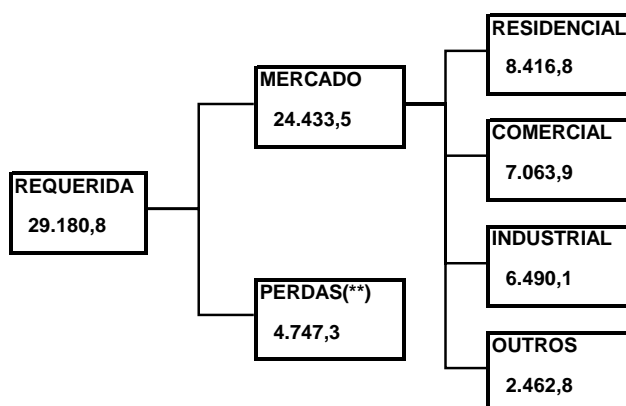 REQUERIDA
29.180,8
MERCADO
24.433,5
PERDAS(**)
4.747,3
RESIDENCIAL
8.416,8
COMERCIAL
7.063,9
INDUSTRIAL
6.490,1
OUTROS
2.462,8